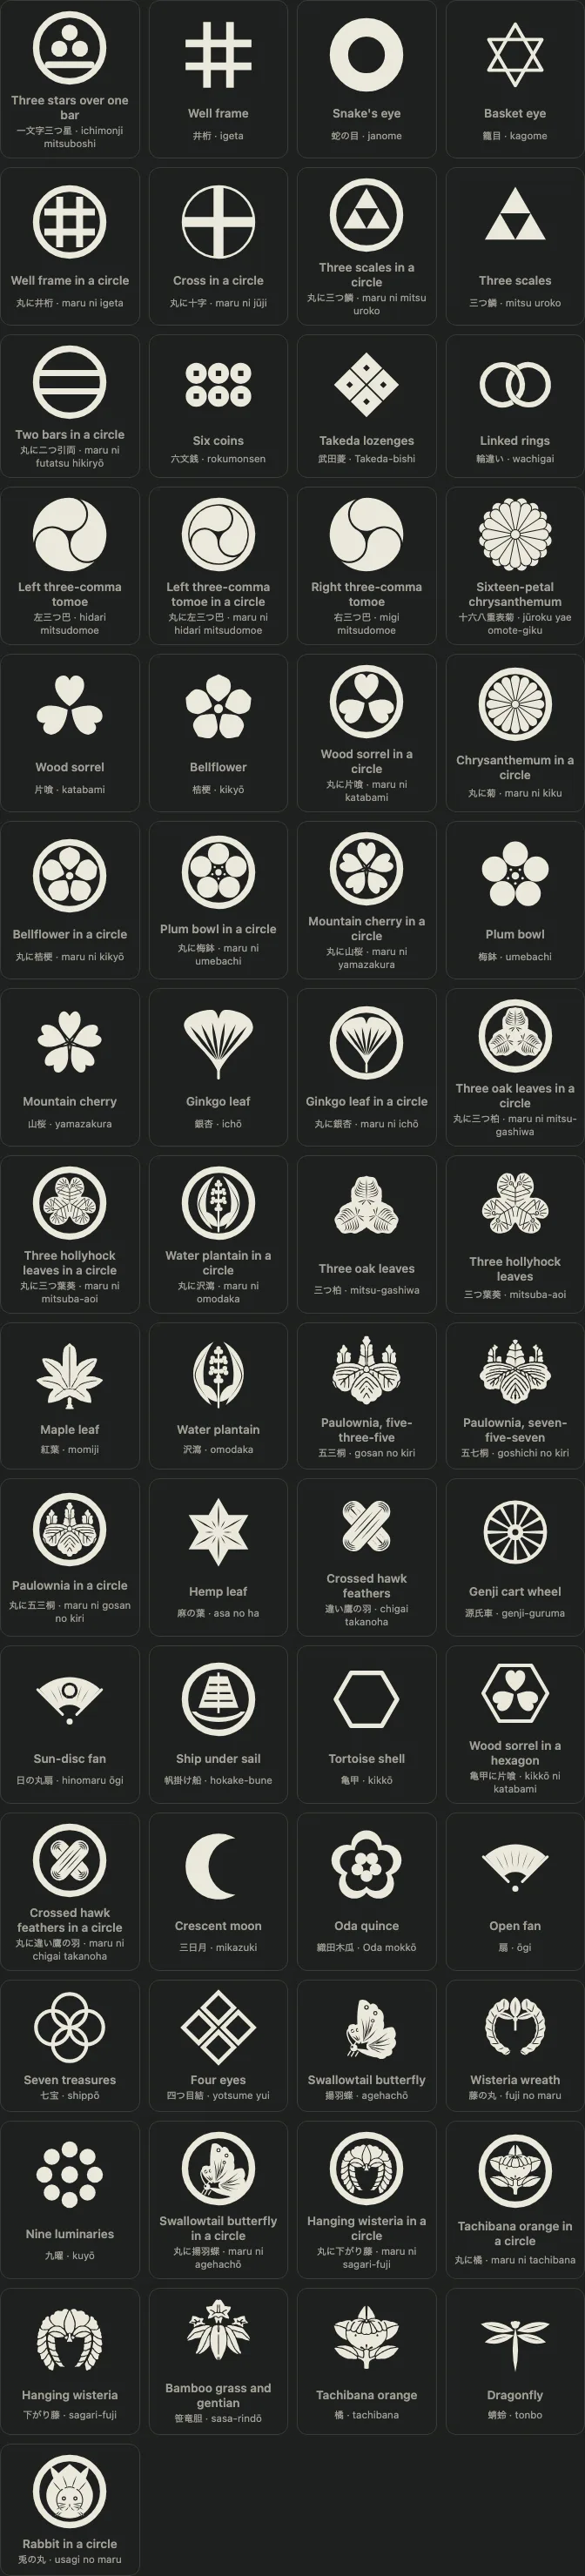 Three stars over one
bar
一文字三つ星 · ichimonji
mitsuboshi
Well frame
井桁 · igeta
Snake's eye
蛇の目 · janome
Basket eye
籠目 · kagome
Well frame in a circle
丸に井桁 · maru ni igeta
Cross in a circle
丸に十字 · maru ni jūji
Three scales in a
circle
丸に三つ鱗 · maru ni mitsu
uroko
Three scales
三つ鱗 · mitsu uroko
Two bars in a circle
丸に二つ引両 · maru ni
futatsu hikiryō
Six coins
六文銭 · rokumonsen
Takeda lozenges
武田菱 · Takeda-bishi
Linked rings
輪違い · wachigai
Left three-comma
tomoe
左三つ巴 · hidari
mitsudomoe
Left three-comma
tomoe in a circle
丸に左三つ巴 · maru ni
hidari mitsudomoe
Right three-comma
tomoe
右三つ巴 · migi
mitsudomoe
Sixteen-petal
chrysanthemum
十六八重表菊 · jūroku yae
omote-giku
Wood sorrel
片喰 · katabami
Bellflower
桔梗 · kikyō
Wood sorrel in a
circle
丸に片喰 · maru ni
katabami
Chrysanthemum in a
circle
丸に菊 · maru ni kiku
Bellflower in a circle
丸に桔梗 · maru ni kikyō
Plum bowl in a circle
丸に梅鉢 · maru ni
umebachi
Mountain cherry in a
circle
丸に山桜 · maru ni
yamazakura
Plum bowl
梅鉢 · umebachi
Mountain cherry
山桜 · yamazakura
Ginkgo leaf
銀杏 · ichō
Ginkgo leaf in a circle
丸に銀杏 · maru ni ichō
Three oak leaves in a
circle
丸に三つ柏 · maru ni mitsu-
gashiwa
Three hollyhock
leaves in a circle
丸に三つ葉葵 · maru ni
mitsuba-aoi
Water plantain in a
circle
丸に沢瀉 · maru ni
omodaka
Three oak leaves
三つ柏 · mitsu-gashiwa
Three hollyhock
leaves
三つ葉葵 · mitsuba-aoi
Maple leaf
紅葉 · momiji
Water plantain
沢瀉 · omodaka
Paulownia, five-
three-five
五三桐 · gosan no kiri
Paulownia, seven-
five-seven
五七桐 · goshichi no kiri
Paulownia in a circle
丸に五三桐 · maru ni gosan
no kiri
Hemp leaf
麻の葉 · asa no ha
Crossed hawk
feathers
違い鷹の羽 · chigai
takanoha
Genji cart wheel
源氏車 · genji-guruma
Sun-disc fan
日の丸扇 · hinomaru ōgi
Ship under sail
帆掛け船 · hokake-bune
Tortoise shell
亀甲 · kikkō
Wood sorrel in a
hexagon
亀甲に片喰 · kikkō ni
katabami
Crossed hawk
feathers in a circle
丸に違い鷹の羽 · maru ni
chigai takanoha
Crescent moon
三日月 · mikazuki
Oda quince
織田木瓜 · Oda mokkō
Open fan
扇 · ōgi
Seven treasures
七宝 · shippō
Four eyes
四つ目結 · yotsume yui
Swallowtail butterfly
揚羽蝶 · agehachō
Wisteria wreath
藤の丸 · fuji no maru
Nine luminaries
九曜 · kuyō
Swallowtail butterfly
in a circle
丸に揚羽蝶 · maru ni
agehachō
Hanging wisteria in a
circle
丸に下がり藤 · maru ni
sagari-fuji
Tachibana orange in
a circle
丸に橘 · maru ni tachibana
Hanging wisteria
下がり藤 · sagari-fuji
Bamboo grass and
gentian
笹竜胆 · sasa-rindō
Tachibana orange
橘 · tachibana
Dragonfly
蜻蛉 · tonbo
Rabbit in a circle
兎の丸 · usagi no maru